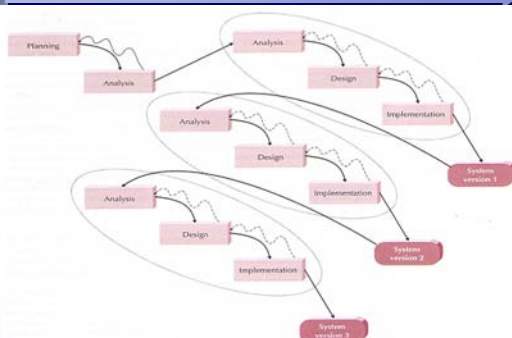 Planning
Analysis
Analysis
Design
Implementation
System
version 1
Analysis
Design
Implementation
System
version 2
Analysis
Design
Implementation
System
version 3